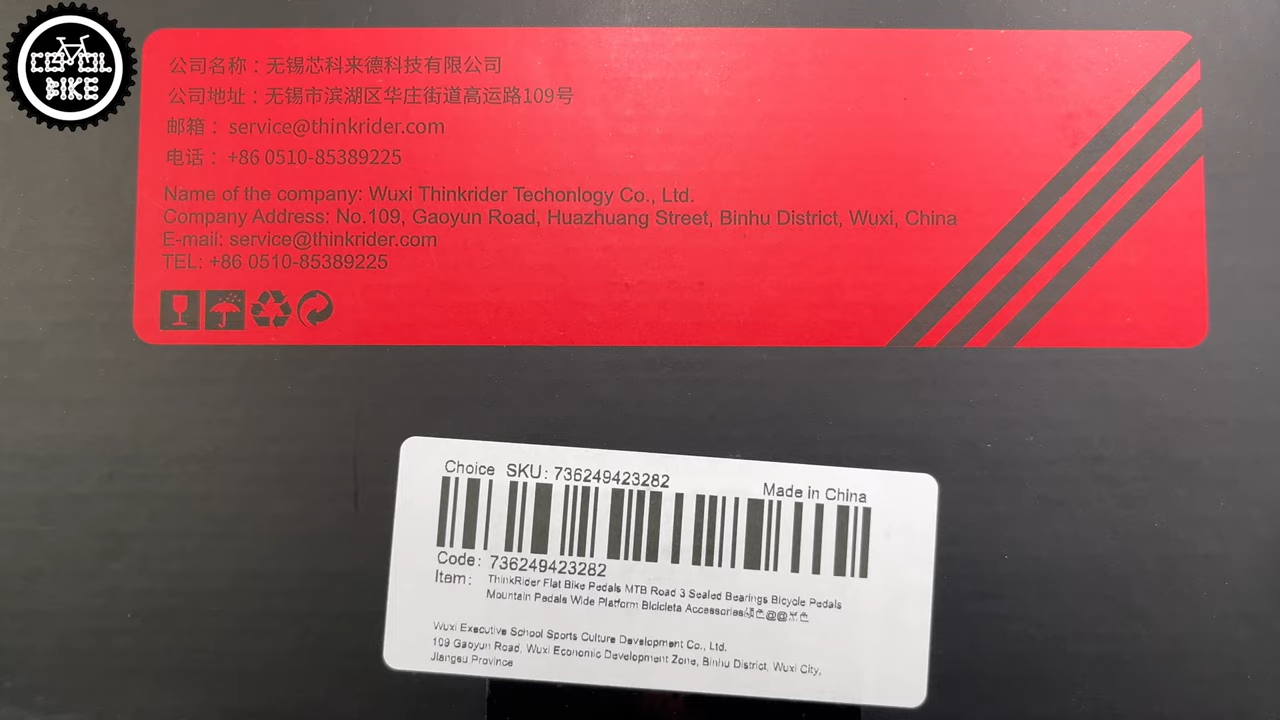 COOL
BIKE
公司名称：无锡芯科来德科技有限公司
公司地址：无锡市滨湖区华庄街道高运路109号
邮箱： service@thinkrider.com
电话： +86 0510-85389225
Name of the company: Wuxi Thinkrider Techonlogy Co., Ltd.
Company Address: No.109, Gaoyun Road, Huazhuang Street, Binhu District, Wuxi, China
E-mail: service@thinkrider.com
TEL: +86 0510-85389225
Choice SKU: 736249423282
Made in China
Code: 736249423282
Item: ThinkRider Flat Bike Pedals MTB Road 3 Sealed Bearings Bicycle Pedals
Mountain Pedals Wide Platform Bicicleta Accessories
Wuxi Executive School Sports Culture Development Co., Ltd.
109 Gaoyun Road, Wuxi Economic Development Zone, Binhu District, Wuxi City,
Jiangsu Province